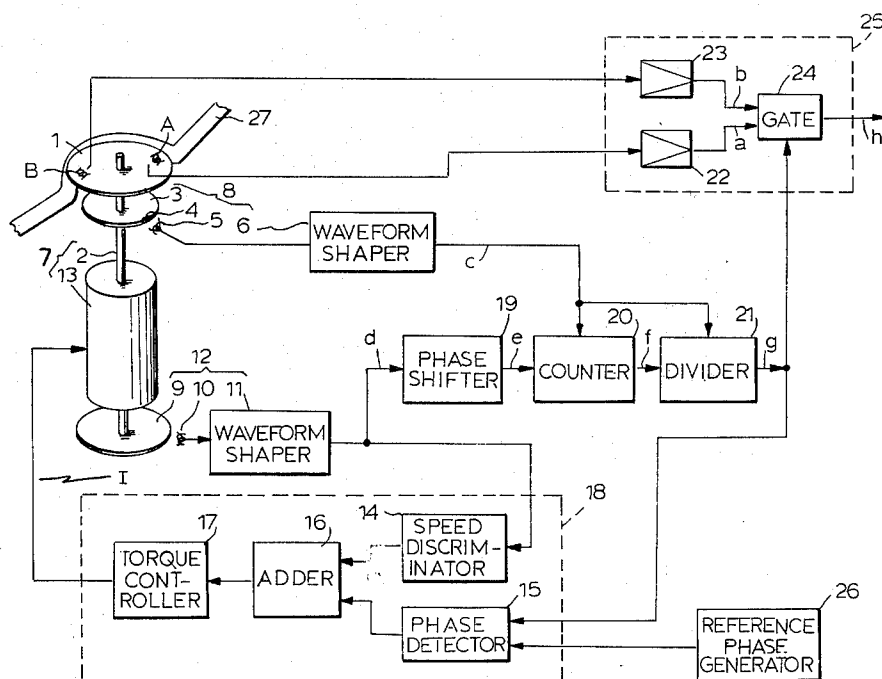 25
23
b
24
GATE
a
h
22
27
A
1
B
3
8
4
5
6
WAVEFORM
SHAPER
c
7
2
13
19
20
21
d
PHASE
SHIFTER
e
COUNTER
f
DIVIDER
g
12
9
10
11
WAVEFORM
SHAPER
I
18
14
SPEED
DISCRIM-
INATOR
17
16
TORQUE
CONT-
ROLLER
ADDER
15
PHASE
DETECTOR
26
REFERENCE
PHASE
GENERATOR